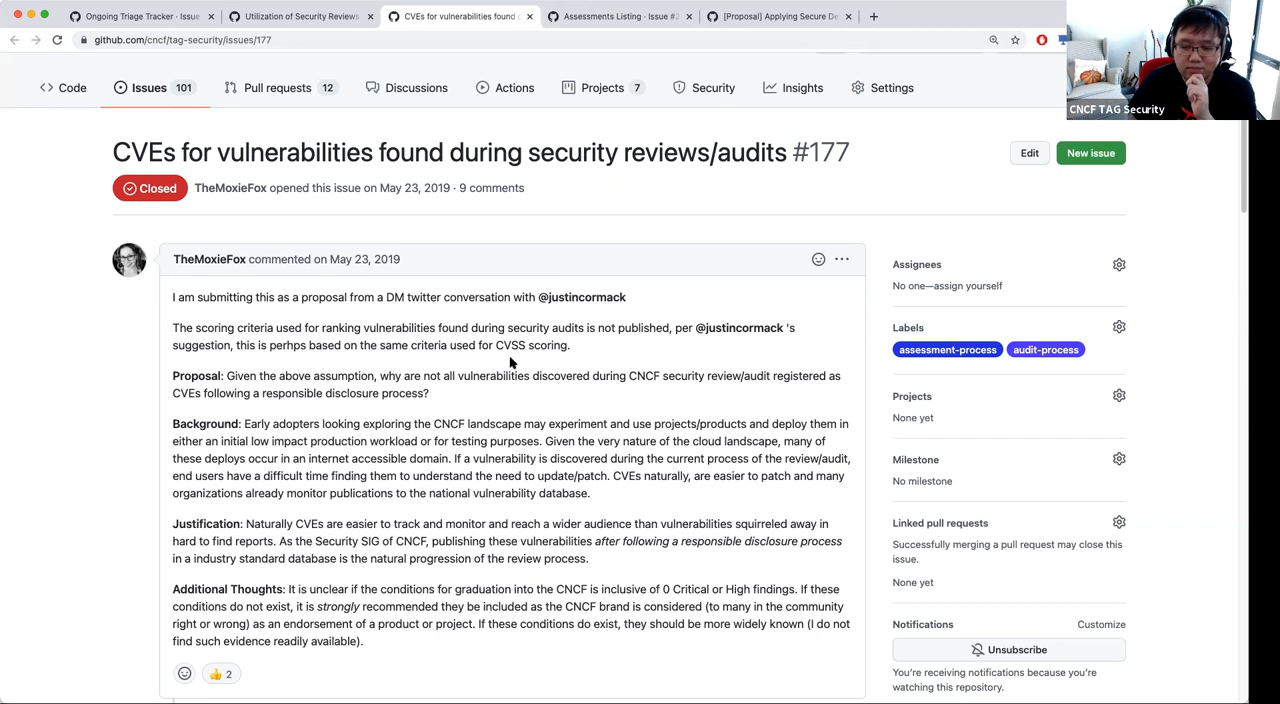 Ongoing Triage Tracker · Issue
Utilization of Security Reviews
CVEs for vulnerabilities found
Assessments Listing · Issue #2
[Proposal] Applying Secure De
github.com/cncf/tag-security/issues/177
CNCF TAG Security
Code
Issues 101
Pull requests 12
Discussions
Actions
Projects 7
Security
Insights
Settings
CVEs for vulnerabilities found during security reviews/audits #177
Edit
New issue
Closed
TheMoxieFox opened this issue on May 23, 2019 · 9 comments
TheMoxieFox commented on May 23, 2019
I am submitting this as a proposal from a DM twitter conversation with @justincormack
The scoring criteria used for ranking vulnerabilities found during security audits is not published, per @justincormack 's
suggestion, this is perhps based on the same criteria used for CVSS scoring.
Proposal: Given the above assumption, why are not all vulnerabilities discovered during CNCF security review/audit registered as
CVEs following a responsible disclosure process?
Background: Early adopters looking exploring the CNCF landscape may experiment and use projects/products and deploy them in
either an initial low impact production workload or for testing purposes. Given the very nature of the cloud landscape, many of
these deploys occur in an internet accessible domain. If a vulnerability is discovered during the current process of the review/audit,
end users have a difficult time finding them to understand the need to update/patch. CVEs naturally, are easier to patch and many
organizations already monitor publications to the national vulnerability database.
Justification: Naturally CVEs are easier to track and monitor and reach a wider audience than vulnerabilities squirreled away in
hard to find reports. As the Security SIG of CNCF, publishing these vulnerabilities after following a responsible disclosure process
in a industry standard database is the natural progression of the review process.
Additional Thoughts: It is unclear if the conditions for graduation into the CNCF is inclusive of 0 Critical or High findings. If these
conditions do not exist, it is strongly recommended they be included as the CNCF brand is considered (to many in the community
right or wrong) as an endorsement of a product or project. If these conditions do exist, they should be more widely known (I do not
find such evidence readily available).
👍 2
Assignees
No one—assign yourself
Labels
assessment-process audit-process
Projects
None yet
Milestone
No milestone
Linked pull requests
Successfully merging a pull request may close this
issue.
None yet
Notifications Customize
Unsubscribe
You're receiving notifications because you're
watching this repository.